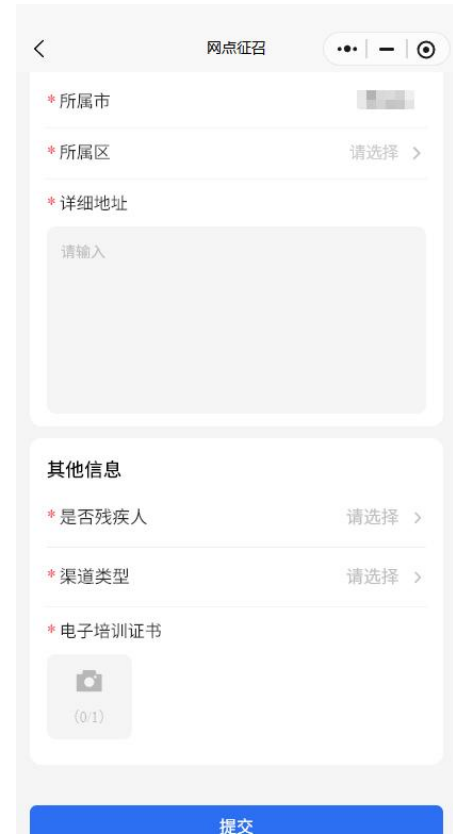 网点征召
*所属市
*所属区 请选择
*详细地址
请输入
其他信息
*是否残疾人 请选择
*渠道类型 请选择
*电子培训证书
(0/1)
提交